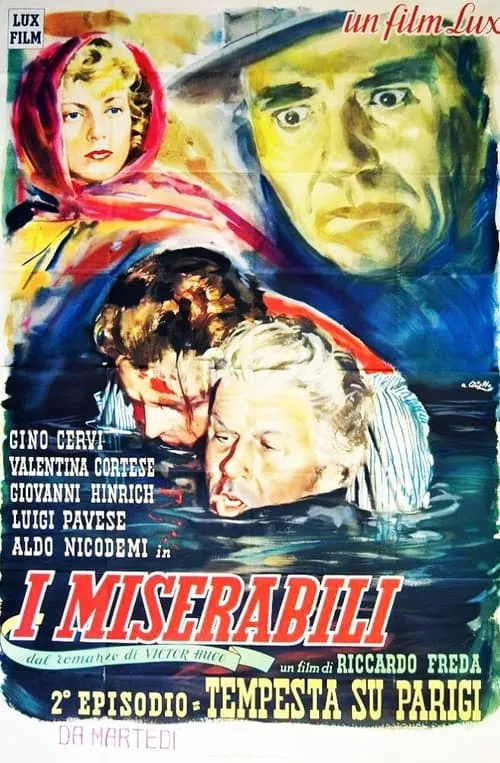 LUX
FILM
un film Lux
GINO CERVI
VALENTINA CORTESE
GIOVANNI HINRICH
LUIGI PAVESE
ALDO NICODEMI in
I MISERABILI
dal romanzo di VICTOR HUGO
un film di RICCARDO FREDA
2º EPISODIO = TEMPESTA SU PARIGI
DA MARTEDI